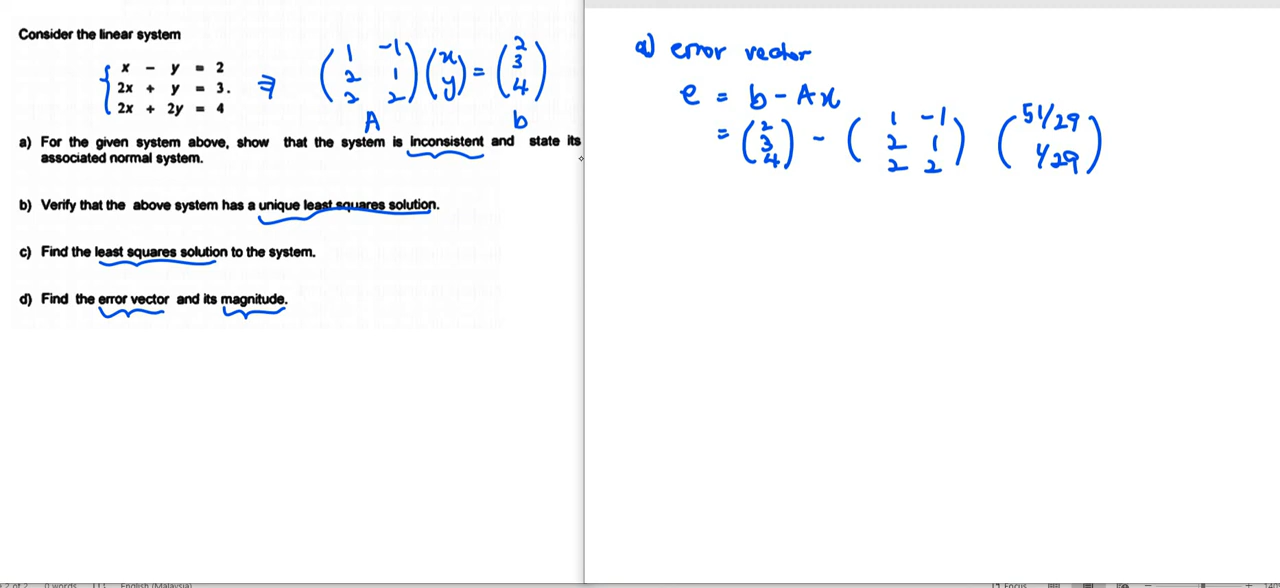 Consider the linear system
x - y = 2
2x + y = 3.
2x + 2y = 4
⇒ (1 -1 2 1 2 2) (x y) = (2 3 4)
A b
a) For the given system above, show that the system is inconsistent and state its
associated normal system.
b) Verify that the above system has a unique least squares solution.
c) Find the least squares solution to the system.
d) Find the error vector and its magnitude.
a) error vector
e = b - Ax
= (2 3 4) - (1 -1 2 1 2 2) (51/29 1/29)
English (Malaysia)
Focus